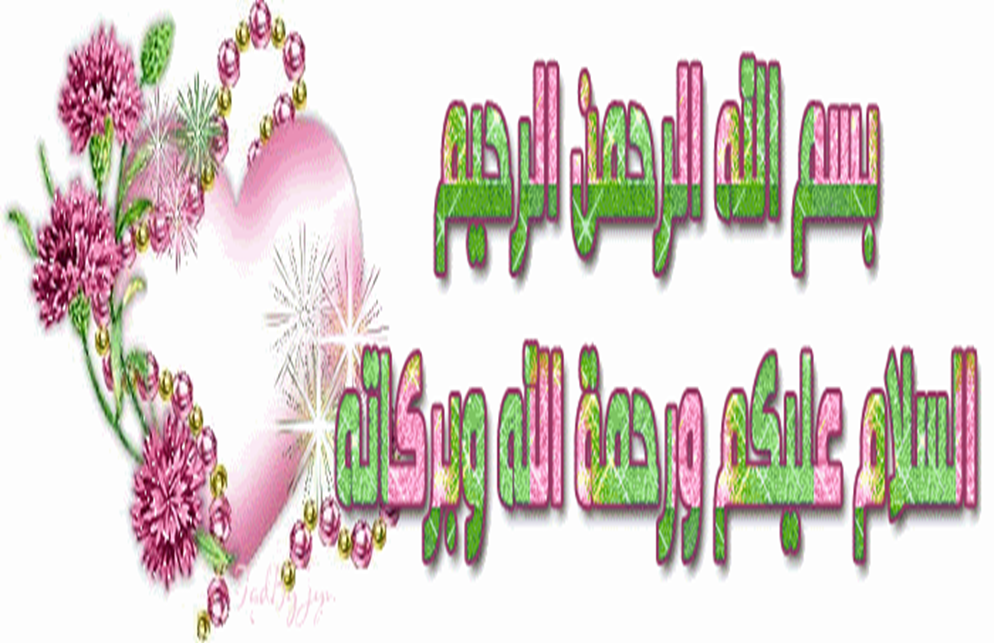 بسم الله الرحمن الرحيم
السلام عليكم ورحمة الله وبركاته